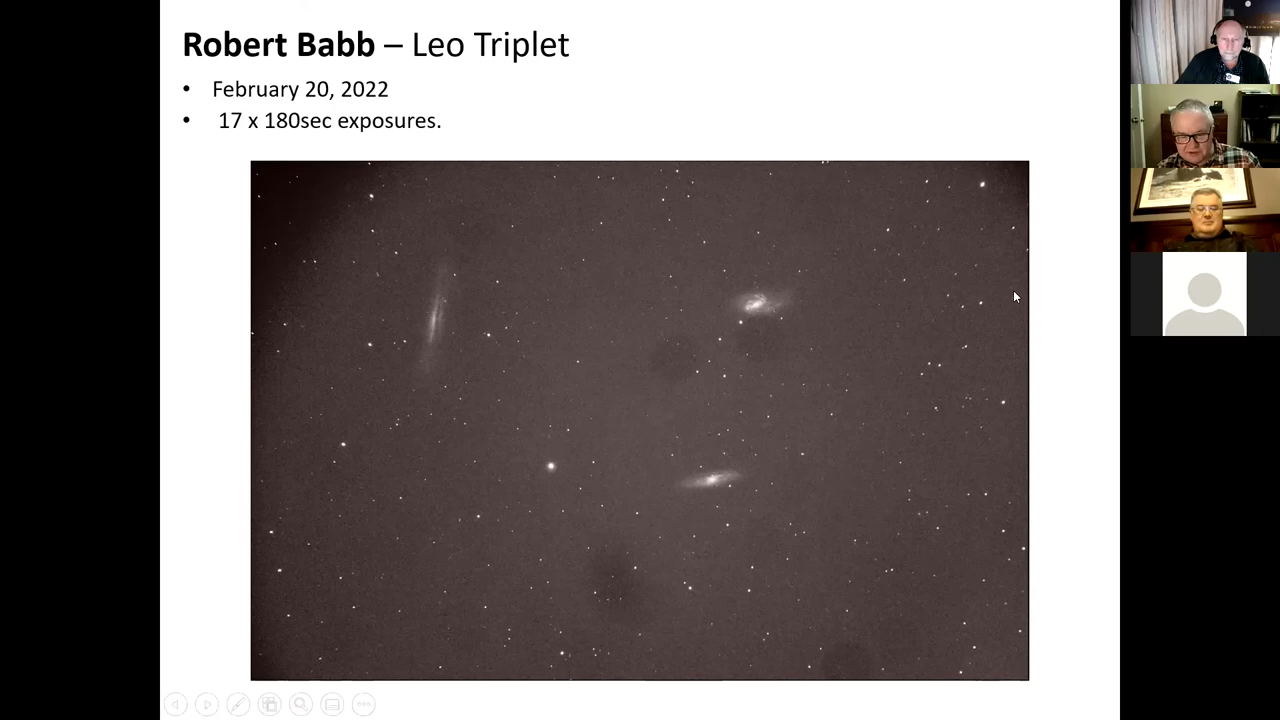 Robert Babb – Leo Triplet
• February 20, 2022
• 17 x 180sec exposures.